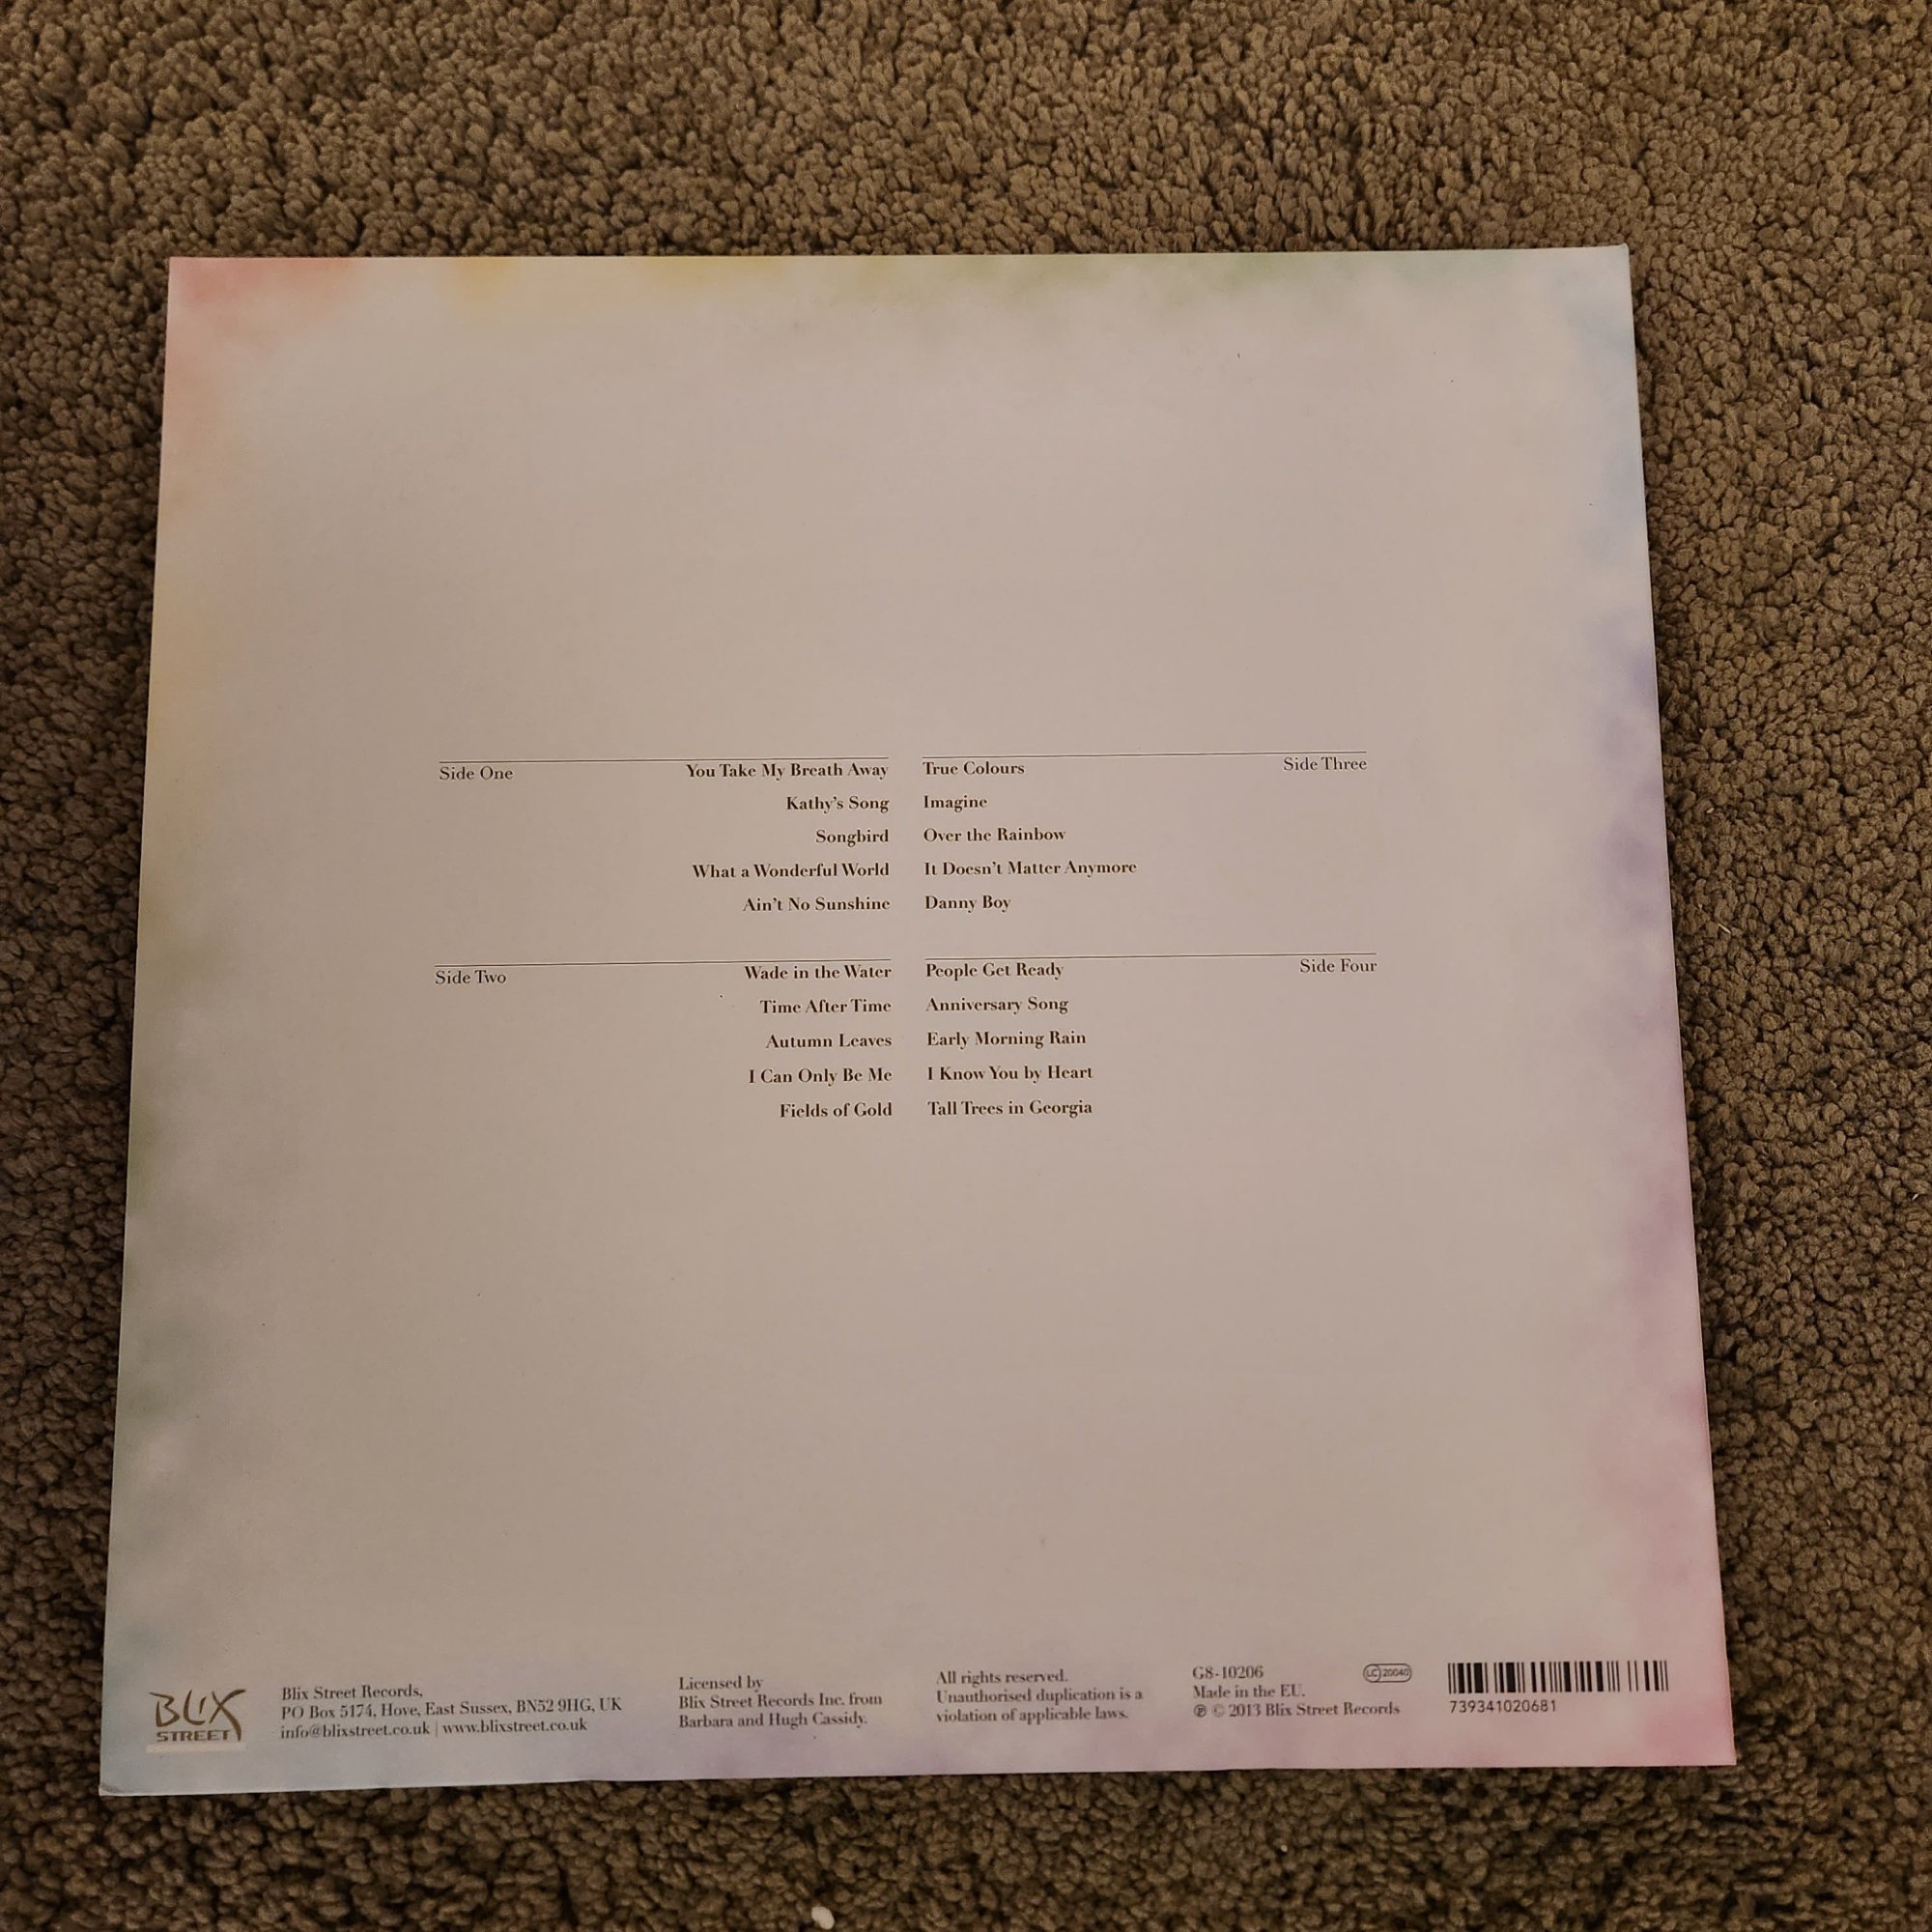 Side One
You Take My Breath Away
Kathy's Song
Songbird
What a Wonderful World
Ain't No Sunshine
Side Two
Wade in the Water
Time After Time
Autumn Leaves
I Can Only Be Me
Fields of Gold
True Colours
Side Three
Imagine
Over the Rainbow
It Doesn't Matter Anymore
Danny Boy
People Get Ready
Side Four
Anniversary Song
Early Morning Rain
I Know You by Heart
Tall Trees in Georgia
BLIX
STREET
Blix Street Records,
PO Box 5174, Hove, East Sussex, BN52 9HG, UK
info@blixstreet.co.uk | www.blixstreet.co.uk
Licensed by
Blix Street Records Inc. from
Barbara and Hugh Cassidy.
All rights reserved.
Unauthorised duplication is a
violation of applicable laws.
G8-10206
Made in the EU.
℗ © 2013 Blix Street Records
LC 20040
739341020681